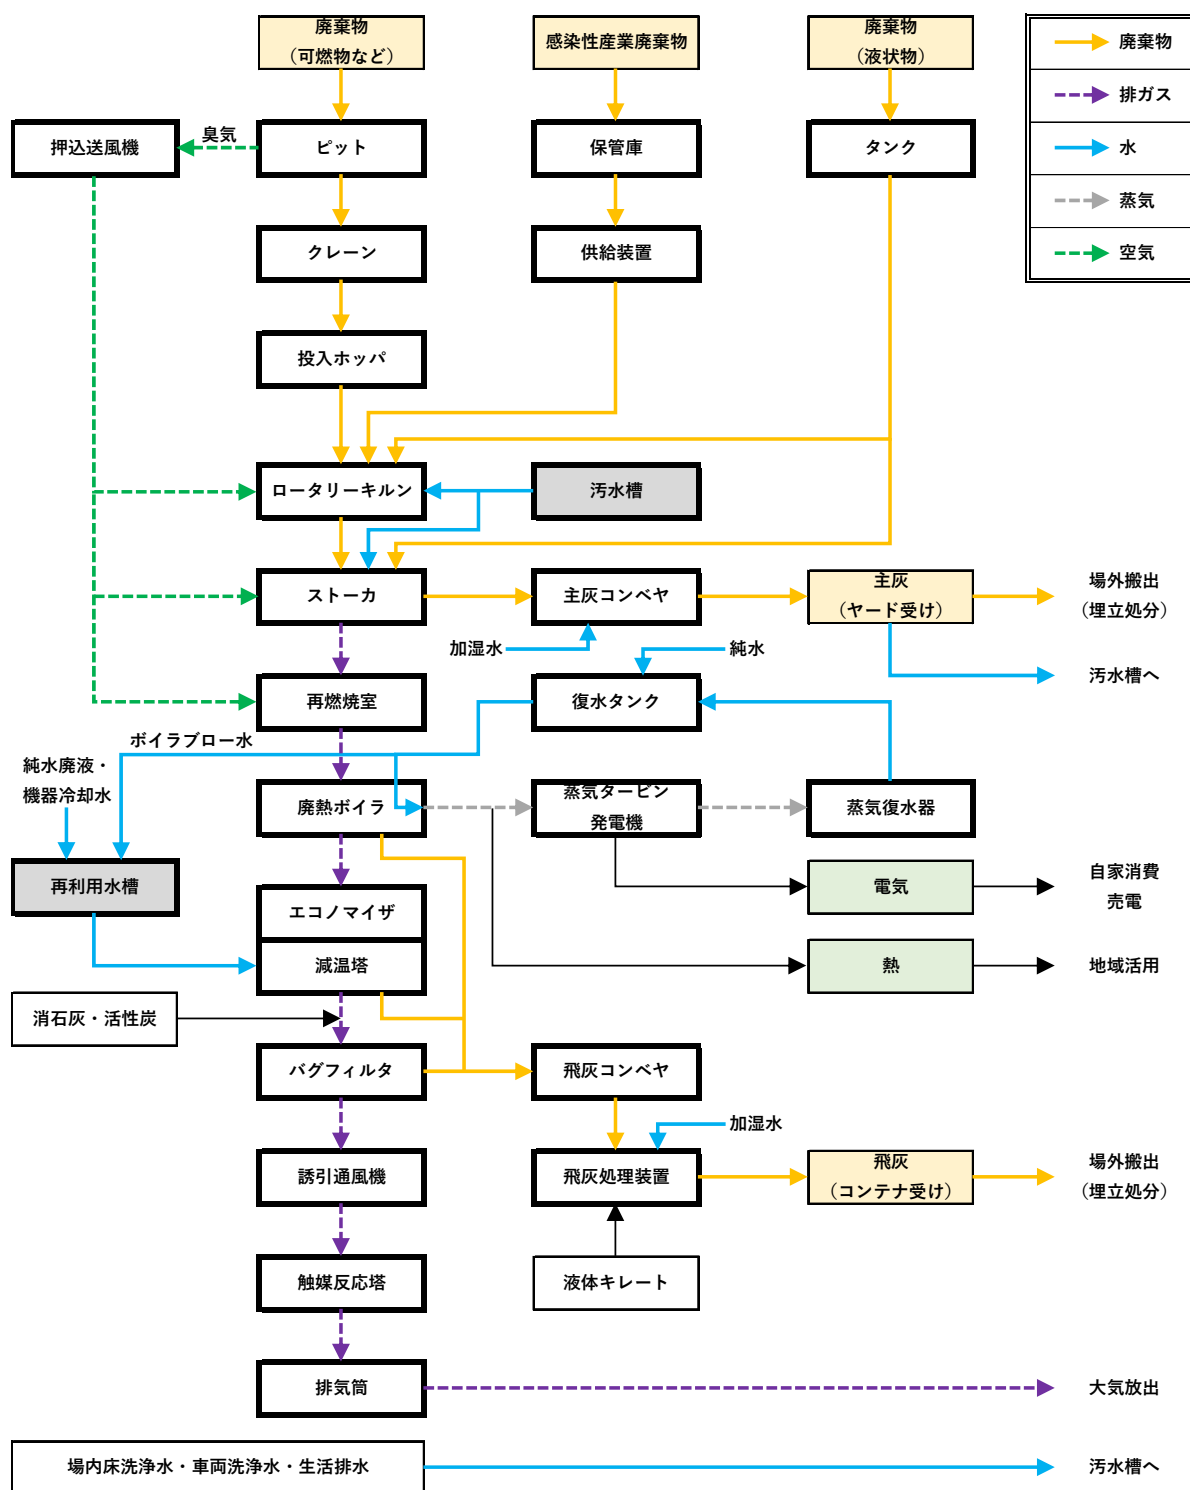 廃棄物
（可燃物など）
感染性産業廃棄物
廃棄物
（液状物）
廃棄物
排ガス
水
蒸気
空気
押込送風機
臭気
ピット
保管庫
タンク
クレーン
供給装置
投入ホッパ
ロータリーキルン
汚水槽
ストーカ
主灰コンベヤ
主灰
（ヤード受け）
場外搬出
（埋立処分）
加湿水
純水
汚水槽へ
再燃焼室
復水タンク
ボイラブロー水
純水廃液・
機器冷却水
廃熱ボイラ
蒸気タービン
発電機
蒸気復水器
再利用水槽
エコノマイザ
電気
自家消費
売電
減温塔
熱
地域活用
消石灰・活性炭
バグフィルタ
飛灰コンベヤ
加湿水
誘引通風機
飛灰処理装置
飛灰
（コンテナ受け）
場外搬出
（埋立処分）
触媒反応塔
液体キレート
排気筒
大気放出
場内床洗浄水・車両洗浄水・生活排水
汚水槽へ